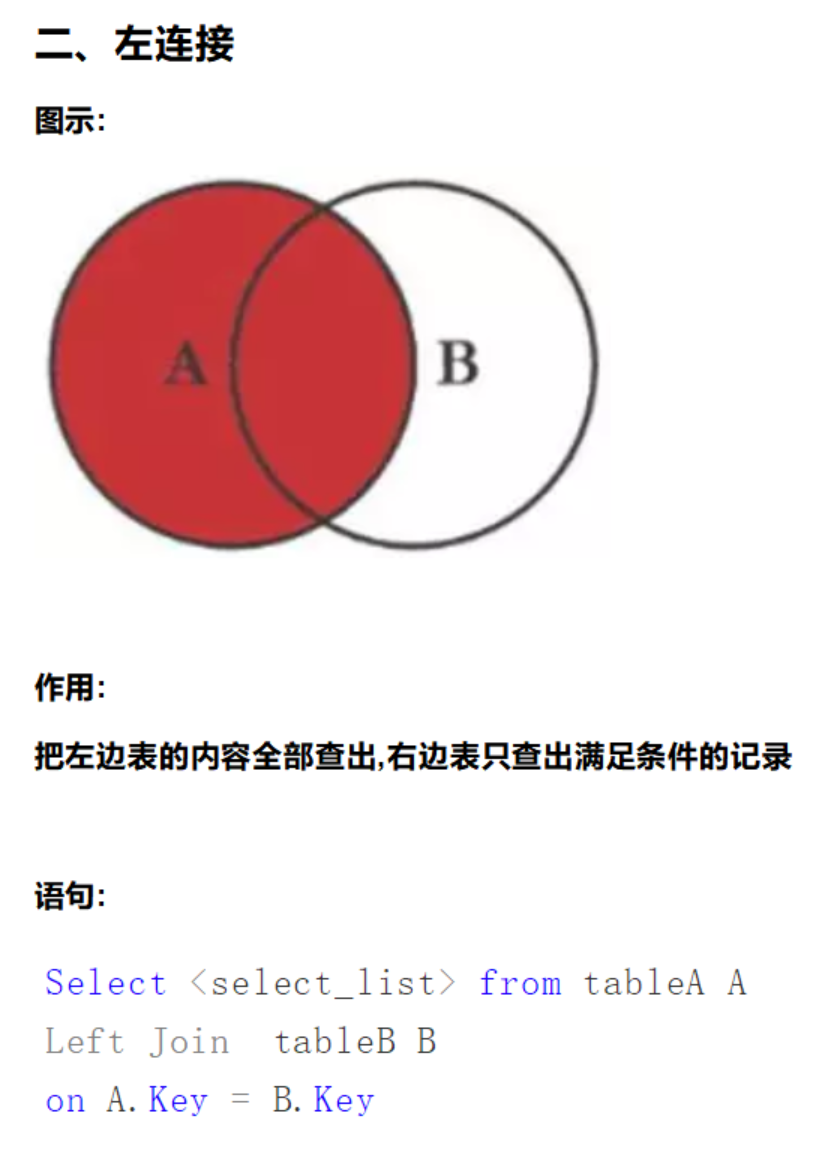 二、左连接
图示:
A B
作用:
把左边表的内容全部查出,右边表只查出满足条件的记录
语句:
Select <select_list> from tableA A
Left Join  tableB B
on A.Key = B.Key